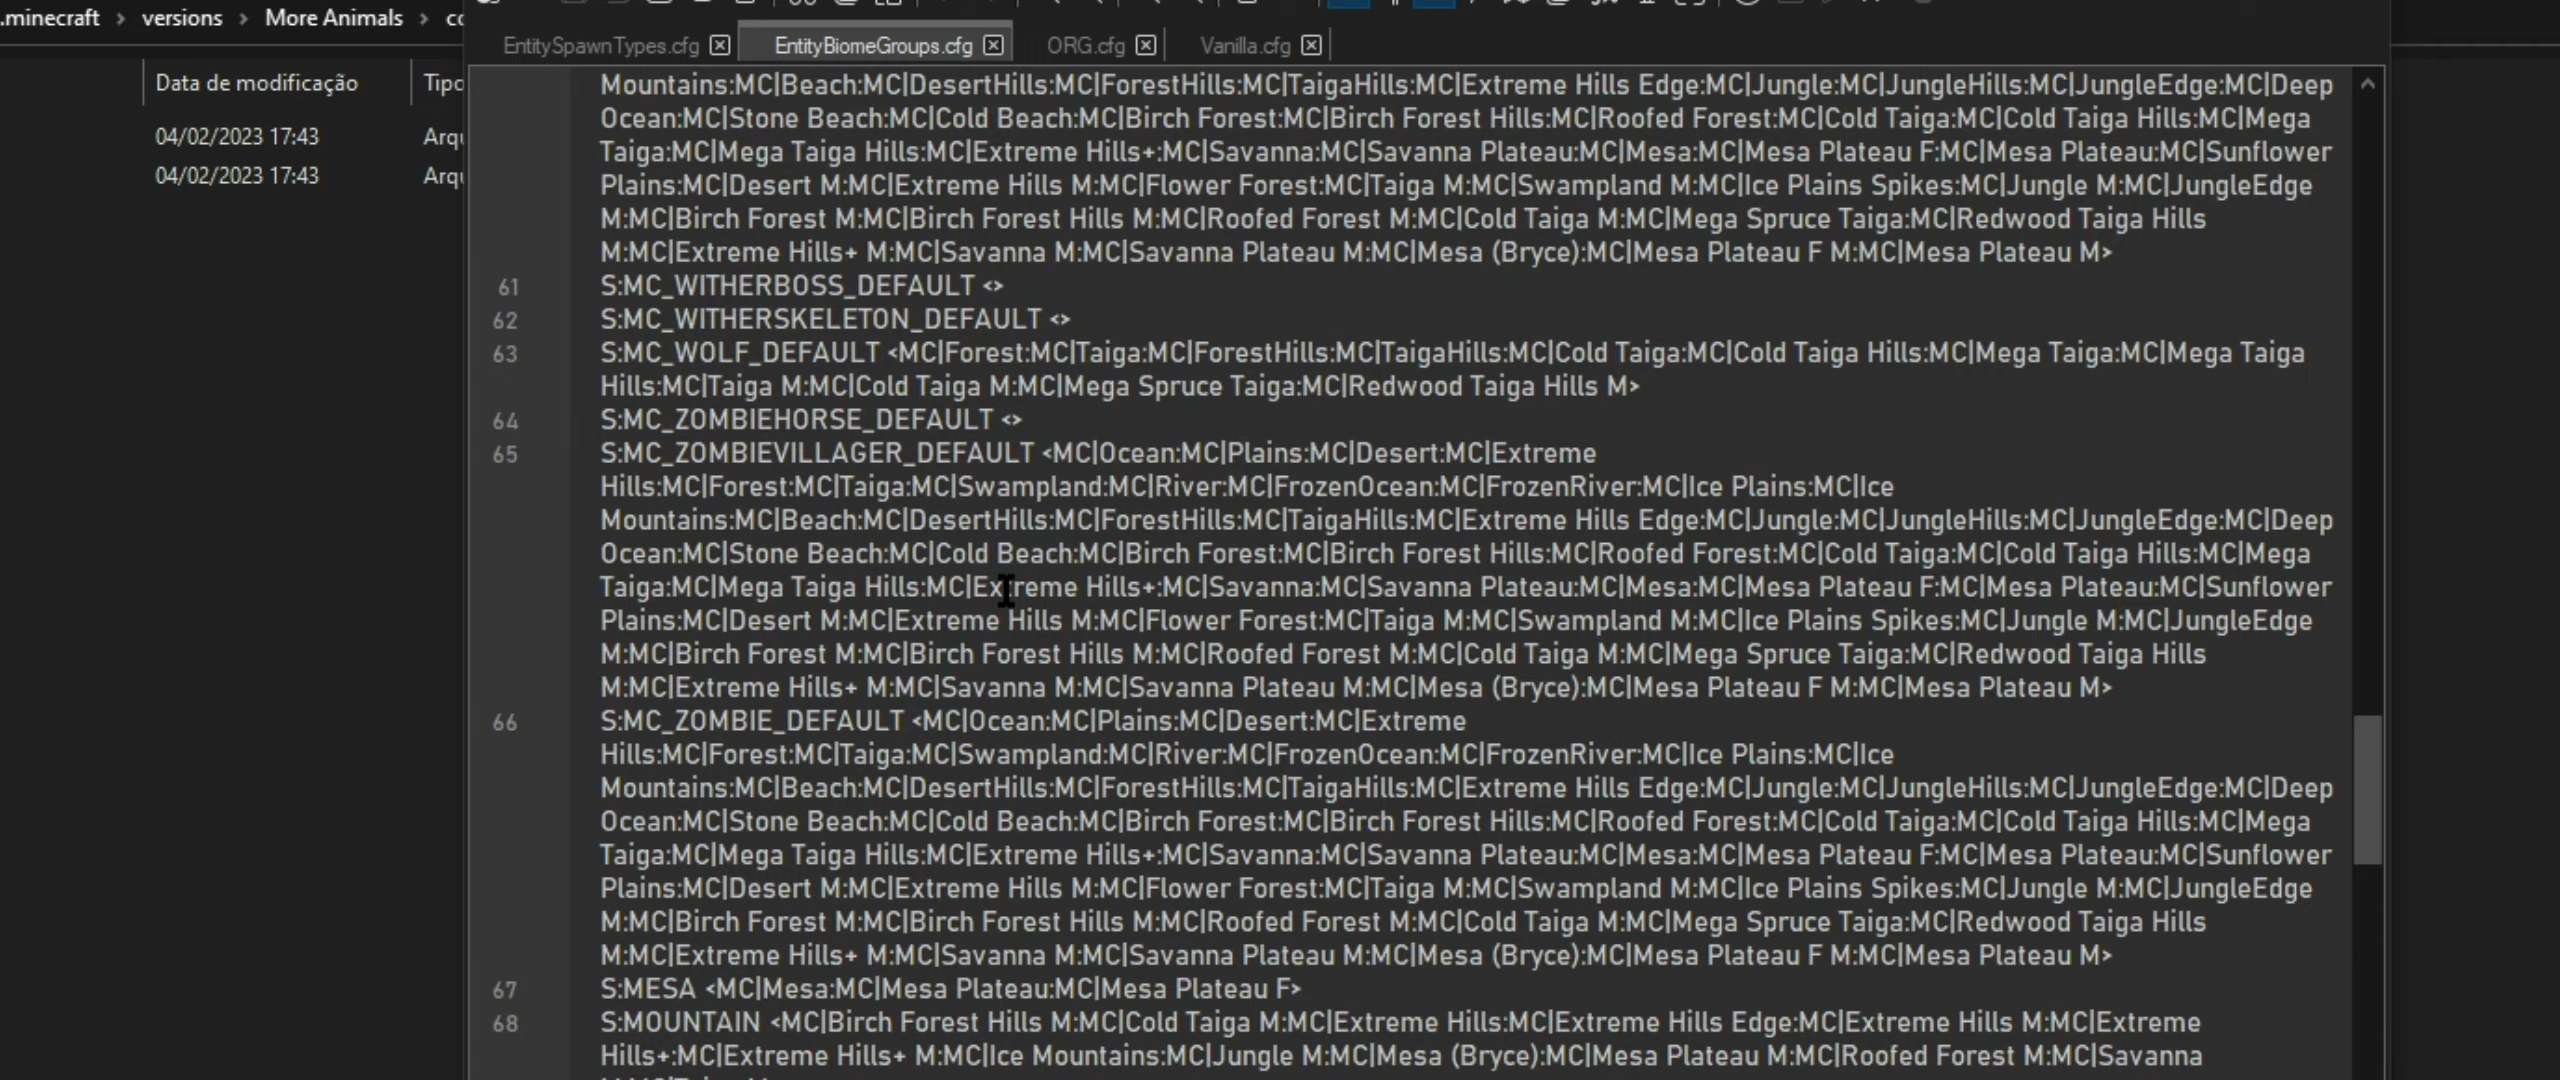 .minecraft > versions > More Animals >
EntitySpawnTypes.cfg EntityBiomeGroups.cfg ORG.cfg Vanilla.cfg
Data de modificação Tipo
04/02/2023 17:43
04/02/2023 17:43
Mountains:MC|Beach:MC|DesertHills:MC|ForestHills:MC|TaigaHills:MC|Extreme Hills Edge:MC|Jungle:MC|JungleHills:MC|JungleEdge:MC|Deep
Ocean:MC|Stone Beach:MC|Cold Beach:MC|Birch Forest:MC|Birch Forest Hills:MC|Roofed Forest:MC|Cold Taiga:MC|Cold Taiga Hills:MC|Mega
Taiga:MC|Mega Taiga Hills:MC|Extreme Hills+:MC|Savanna:MC|Savanna Plateau:MC|Mesa:MC|Mesa Plateau F:MC|Mesa Plateau:MC|Sunflower
Plains:MC|Desert M:MC|Extreme Hills M:MC|Flower Forest:MC|Taiga M:MC|Swampland M:MC|Ice Plains Spikes:MC|Jungle M:MC|JungleEdge
M:MC|Birch Forest M:MC|Birch Forest Hills M:MC|Roofed Forest M:MC|Cold Taiga M:MC|Mega Spruce Taiga:MC|Redwood Taiga Hills
M:MC|Extreme Hills+ M:MC|Savanna M:MC|Savanna Plateau M:MC|Mesa (Bryce):MC|Mesa Plateau F M:MC|Mesa Plateau M>
61 S:MC_WITHERBOSS_DEFAULT <>
62 S:MC_WITHERSKELETON_DEFAULT <>
63 S:MC_WOLF_DEFAULT <MC|Forest:MC|Taiga:MC|ForestHills:MC|TaigaHills:MC|Cold Taiga:MC|Cold Taiga Hills:MC|Mega Taiga:MC|Mega Taiga
Hills:MC|Taiga M:MC|Cold Taiga M:MC|Mega Spruce Taiga:MC|Redwood Taiga Hills M>
64 S:MC_ZOMBIEHORSE_DEFAULT <>
65 S:MC_ZOMBIEVILLAGER_DEFAULT <MC|Ocean:MC|Plains:MC|Desert:MC|Extreme
Hills:MC|Forest:MC|Taiga:MC|Swampland:MC|River:MC|FrozenOcean:MC|FrozenRiver:MC|Ice Plains:MC|Ice
Mountains:MC|Beach:MC|DesertHills:MC|ForestHills:MC|TaigaHills:MC|Extreme Hills Edge:MC|Jungle:MC|JungleHills:MC|JungleEdge:MC|Deep
Ocean:MC|Stone Beach:MC|Cold Beach:MC|Birch Forest:MC|Birch Forest Hills:MC|Roofed Forest:MC|Cold Taiga:MC|Cold Taiga Hills:MC|Mega
Taiga:MC|Mega Taiga Hills:MC|Extreme Hills+:MC|Savanna:MC|Savanna Plateau:MC|Mesa:MC|Mesa Plateau F:MC|Mesa Plateau:MC|Sunflower
Plains:MC|Desert M:MC|Extreme Hills M:MC|Flower Forest:MC|Taiga M:MC|Swampland M:MC|Ice Plains Spikes:MC|Jungle M:MC|JungleEdge
M:MC|Birch Forest M:MC|Birch Forest Hills M:MC|Roofed Forest M:MC|Cold Taiga M:MC|Mega Spruce Taiga:MC|Redwood Taiga Hills
M:MC|Extreme Hills+ M:MC|Savanna M:MC|Savanna Plateau M:MC|Mesa (Bryce):MC|Mesa Plateau F M:MC|Mesa Plateau M>
66 S:MC_ZOMBIE_DEFAULT <MC|Ocean:MC|Plains:MC|Desert:MC|Extreme
Hills:MC|Forest:MC|Taiga:MC|Swampland:MC|River:MC|FrozenOcean:MC|FrozenRiver:MC|Ice Plains:MC|Ice
Mountains:MC|Beach:MC|DesertHills:MC|ForestHills:MC|TaigaHills:MC|Extreme Hills Edge:MC|Jungle:MC|JungleHills:MC|JungleEdge:MC|Deep
Ocean:MC|Stone Beach:MC|Cold Beach:MC|Birch Forest:MC|Birch Forest Hills:MC|Roofed Forest:MC|Cold Taiga:MC|Cold Taiga Hills:MC|Mega
Taiga:MC|Mega Taiga Hills:MC|Extreme Hills+:MC|Savanna:MC|Savanna Plateau:MC|Mesa:MC|Mesa Plateau F:MC|Mesa Plateau:MC|Sunflower
Plains:MC|Desert M:MC|Extreme Hills M:MC|Flower Forest:MC|Taiga M:MC|Swampland M:MC|Ice Plains Spikes:MC|Jungle M:MC|JungleEdge
M:MC|Birch Forest M:MC|Birch Forest Hills M:MC|Roofed Forest M:MC|Cold Taiga M:MC|Mega Spruce Taiga:MC|Redwood Taiga Hills
M:MC|Extreme Hills+ M:MC|Savanna M:MC|Savanna Plateau M:MC|Mesa (Bryce):MC|Mesa Plateau F M:MC|Mesa Plateau M>
67 S:MESA <MC|Mesa:MC|Mesa Plateau:MC|Mesa Plateau F>
68 S:MOUNTAIN <MC|Birch Forest Hills M:MC|Cold Taiga M:MC|Extreme Hills:MC|Extreme Hills Edge:MC|Extreme Hills M:MC|Extreme
Hills+:MC|Extreme Hills+ M:MC|Ice Mountains:MC|Jungle M:MC|Mesa (Bryce):MC|Mesa Plateau M:MC|Roofed Forest M:MC|Savanna